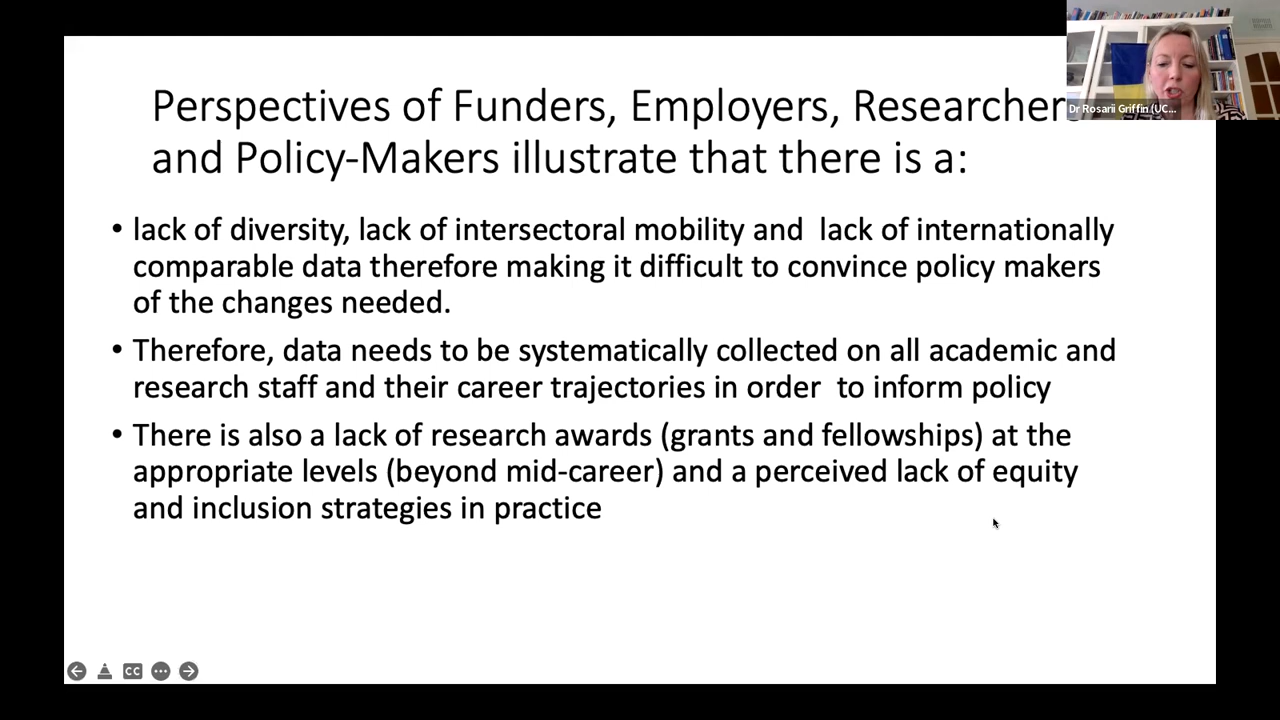 Perspectives of Funders, Employers, Researchers
and Policy-Makers illustrate that there is a:
• lack of diversity, lack of intersectoral mobility and  lack of internationally
comparable data therefore making it difficult to convince policy makers
of the changes needed.
• Therefore, data needs to be systematically collected on all academic and
research staff and their career trajectories in order  to inform policy
• There is also a lack of research awards (grants and fellowships) at the
appropriate levels (beyond mid-career) and a perceived lack of equity
and inclusion strategies in practice
Dr Rosarii Griffin (UC...
CC